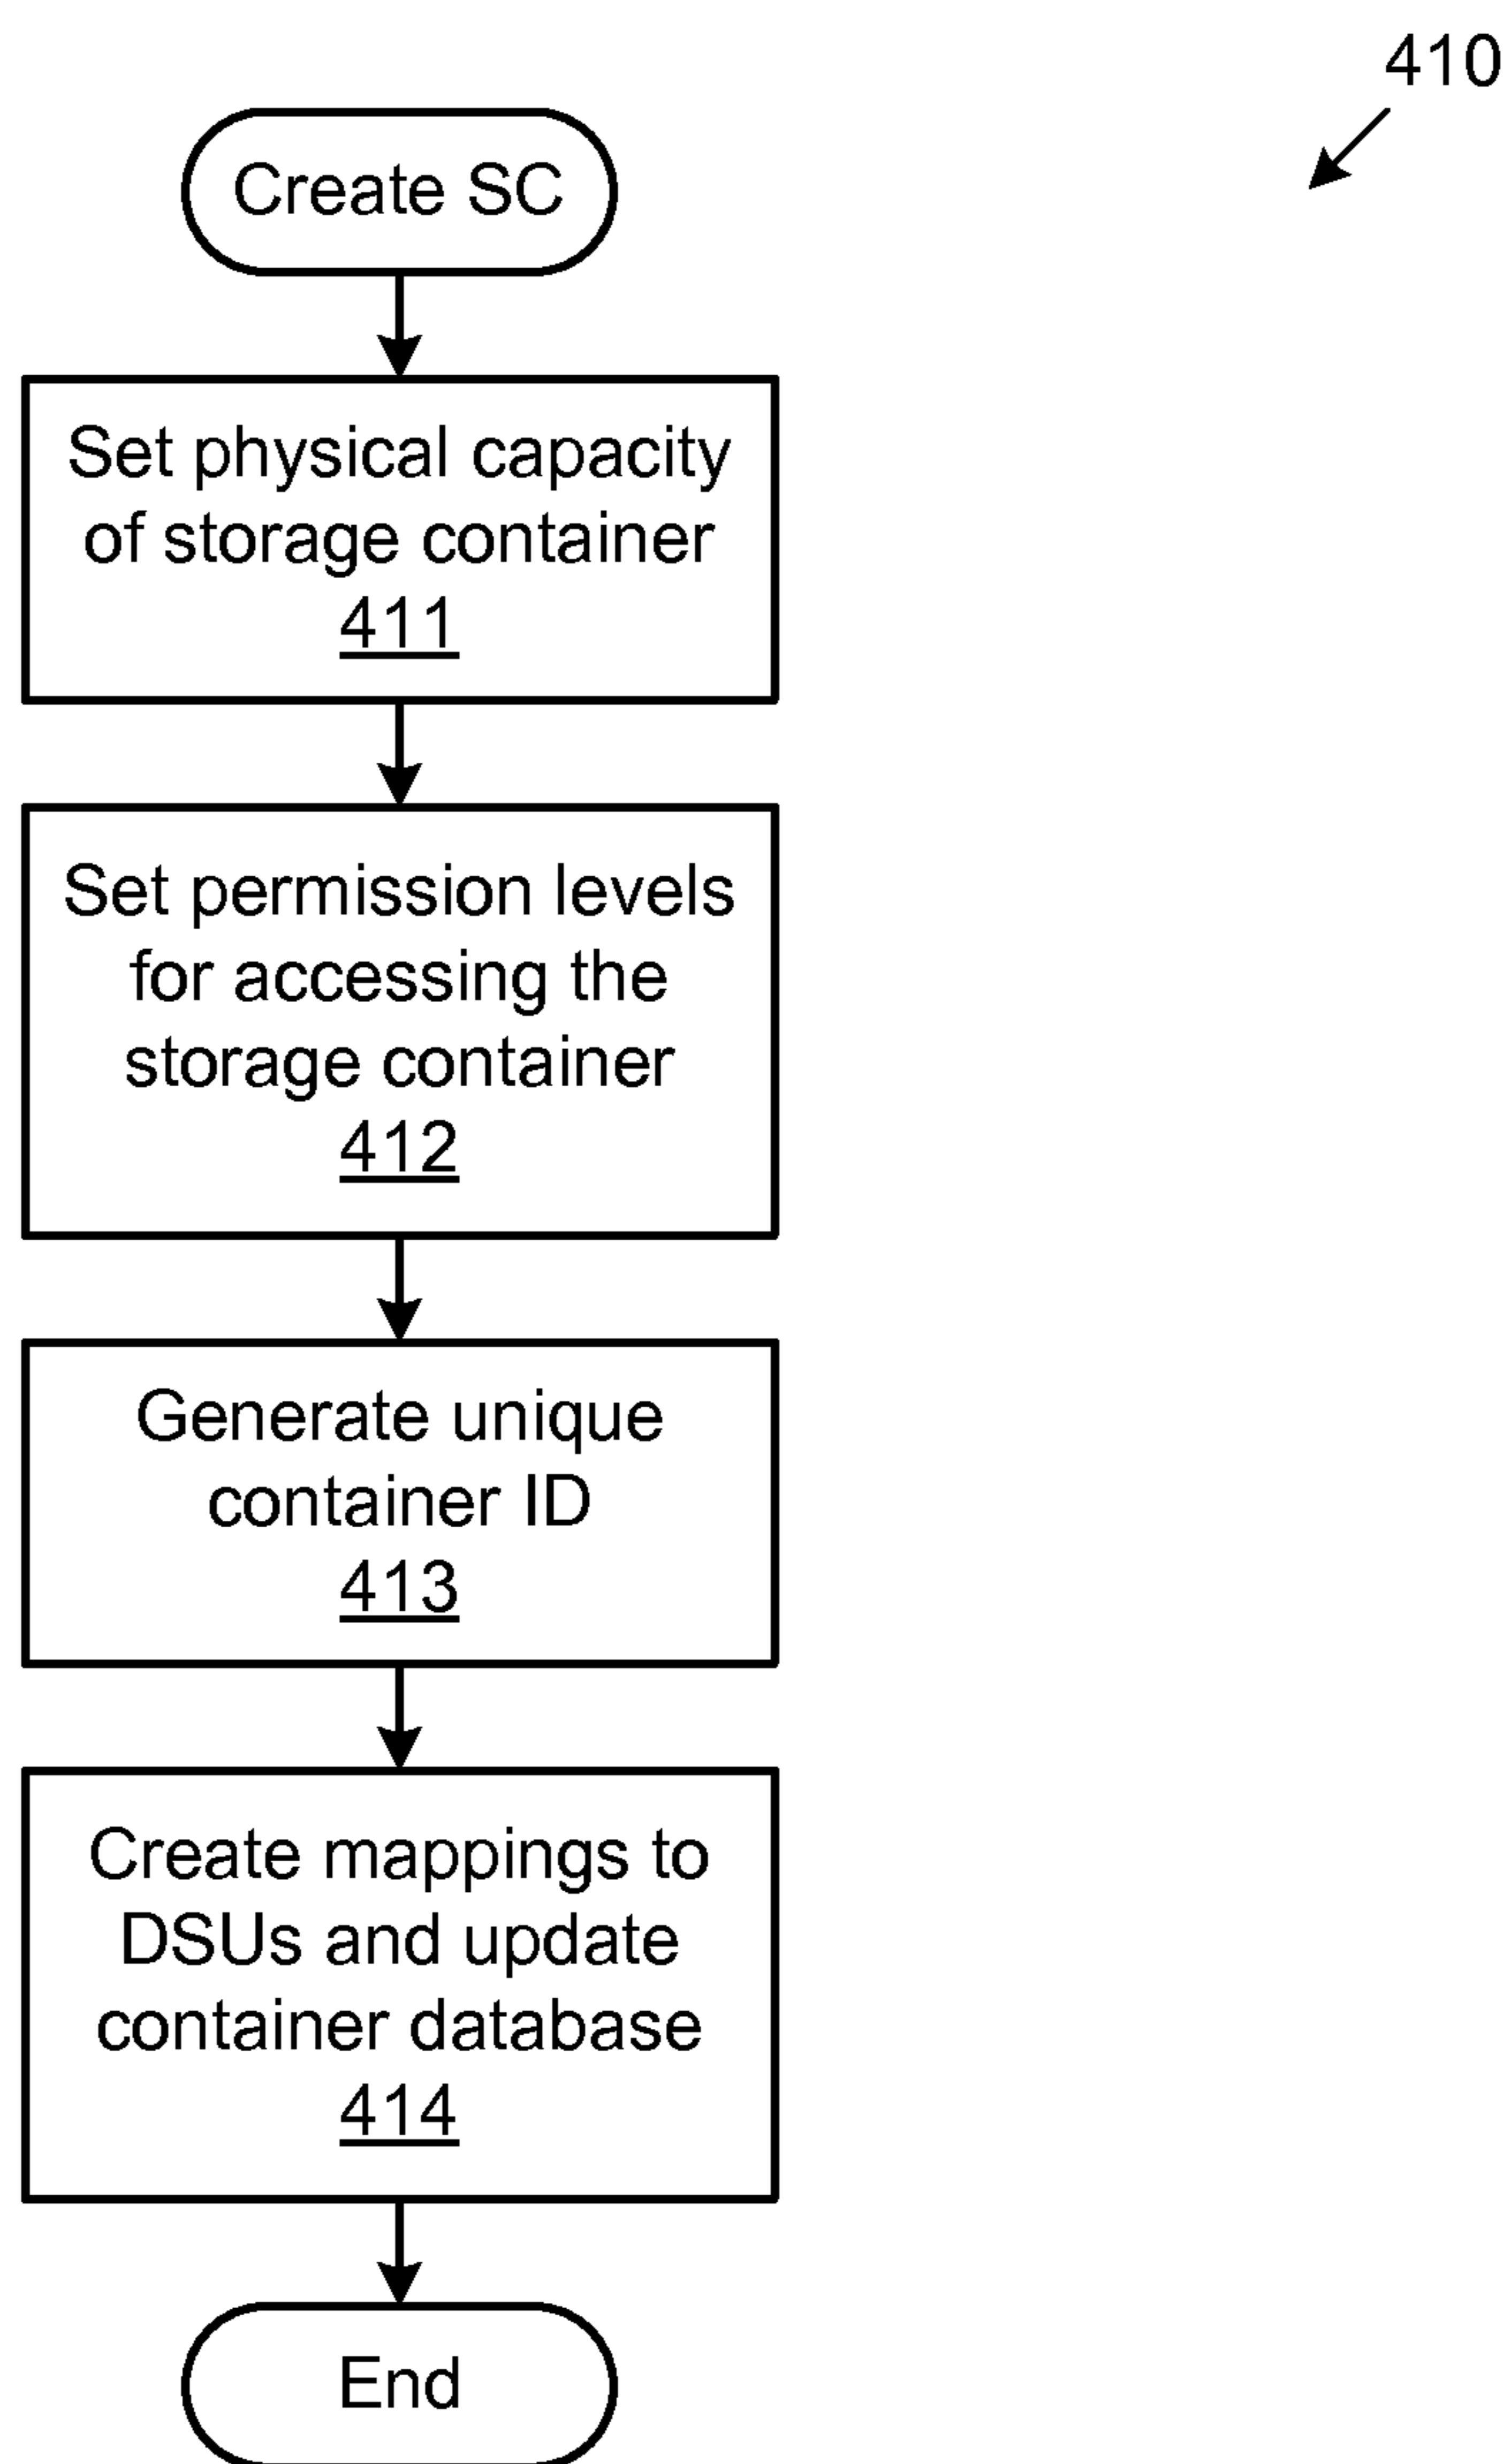 410
Create SC
Set physical capacity
of storage container
411
Set permission levels
for accessing the
storage container
412
Generate unique
container ID
413
Create mappings to
DSUs and update
container database
414
End